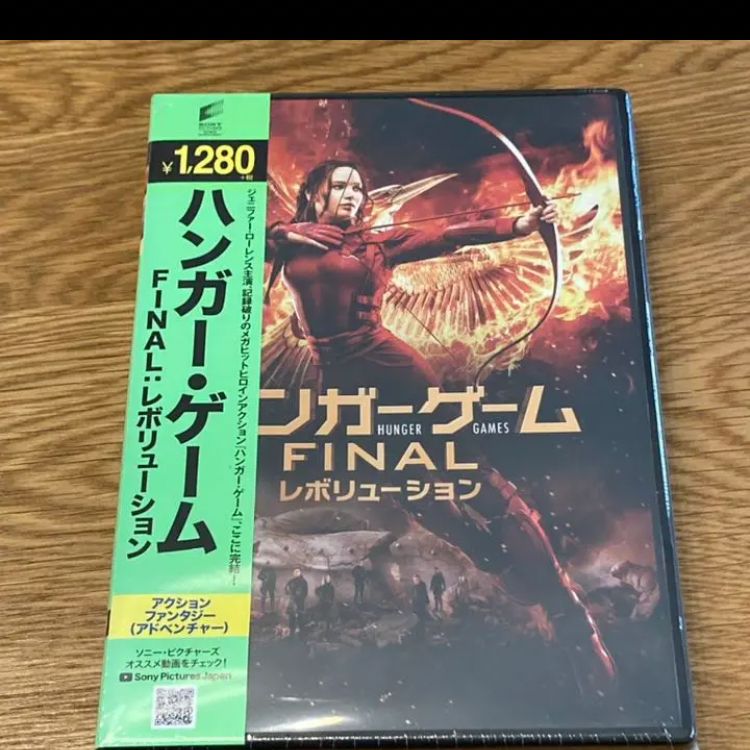 SONY
PICTURES
¥1,280
+税
ハンガー・ゲーム
FINAL:レボリューション
ジェニファー・ローレンス主演、記録破りのメガヒットヒロインアクション『ハンガー・ゲーム』、ここに完結!
アクション
ファンタジー
(アドベンチャー)
ソニー・ピクチャーズ
オススメ動画をチェック!
Sony Pictures Japan
ンガー・ゲーム
HUNGER GAMES
FINAL
レボリューション